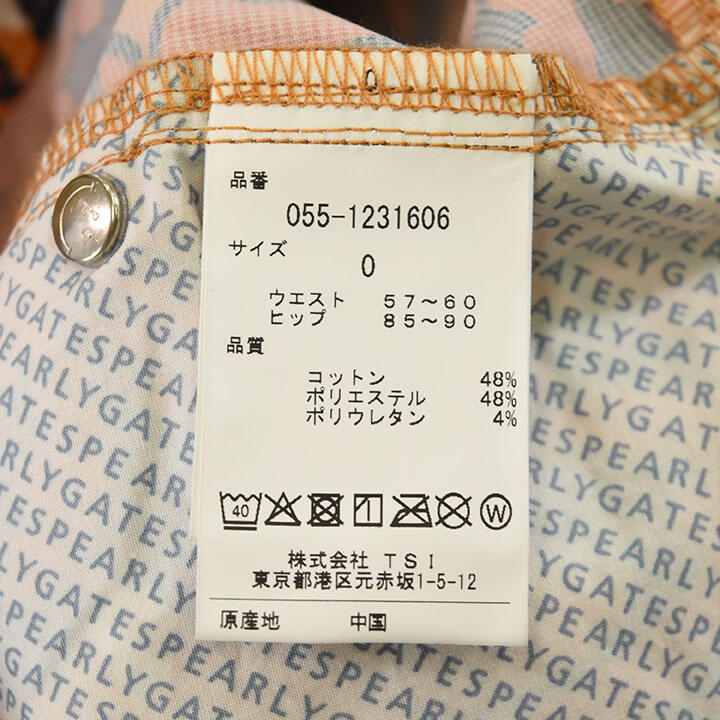 品番
055-1231606
サイズ
0
ウエスト 57～60
ヒップ 85～90
品質
コットン 48%
ポリエステル 48%
ポリウレタン 4%
40
W
株式会社 TSI
東京都港区元赤坂1-5-12
原産地 中国
PEARLYGATES